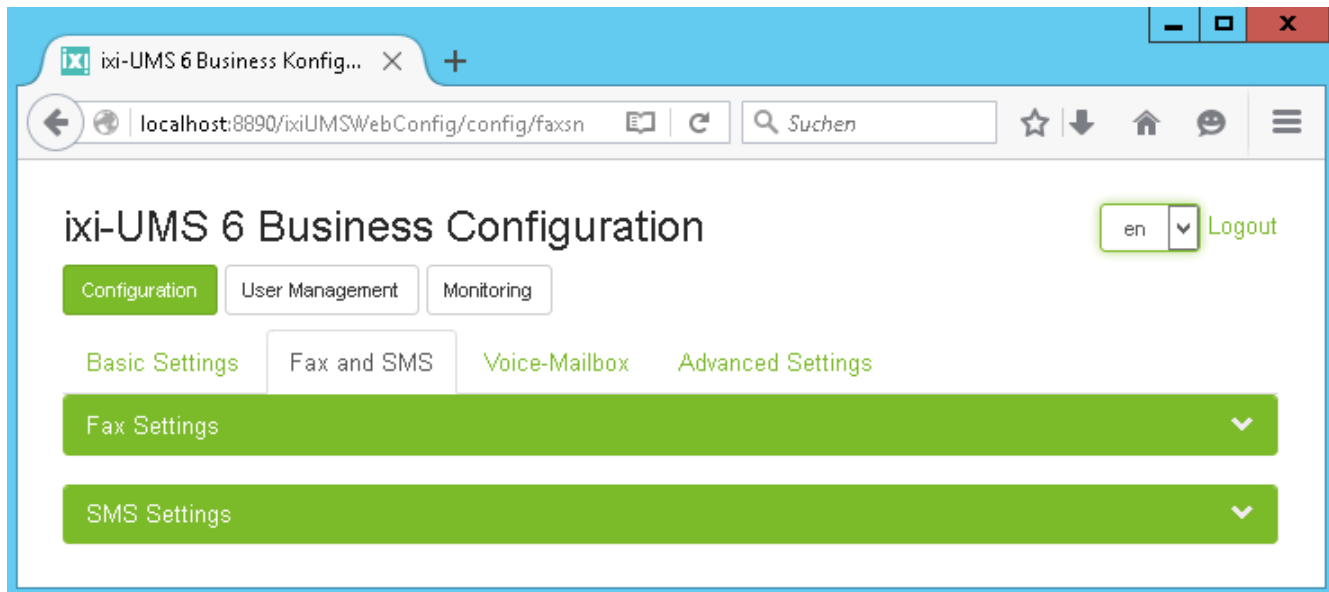 ixi ixi-UMS 6 Business Konfig...
localhost:8890/ixiUMSWebConfig/config/faxsn Suchen
ixi-UMS 6 Business Configuration
en Logout
Configuration User Management Monitoring
Basic Settings Fax and SMS Voice-Mailbox Advanced Settings
Fax Settings
SMS Settings